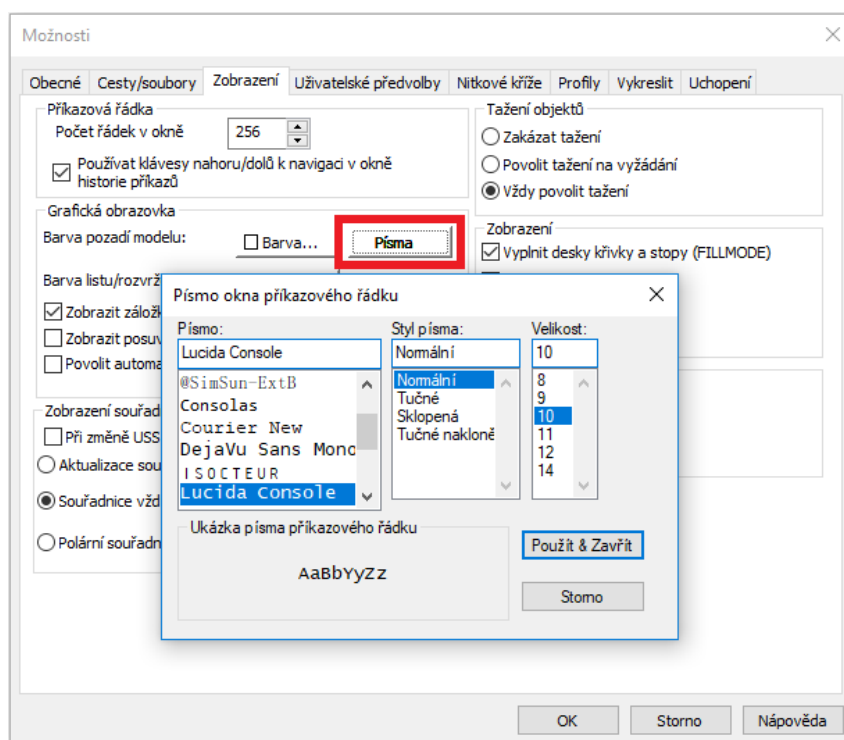 Možnosti
Obecné Cesty/soubory Zobrazení Uživatelské předvolby Nitkové kříže Profily Vykreslit Uchopení
Příkazová řádka
Počet řádek v okně 256
Používat klávesy nahoru/dolů k navigaci v okně
historie příkazů
Grafická obrazovka
Barva pozadí modelu: Barva... Písma
Barva listu/rozvrž
Zobrazit zálož
Zobrazit posuv
Povolit automa
Zobrazení souřad
Při změně USS
Aktualizace sou
Souřadnice vžd
Polární souřadn
Tažení objektů
Zakázat tažení
Povolit tažení na vyžádání
Vždy povolit tažení
Zobrazení
Vyplnit desky křivky a stopy (FILLMODE)
Písmo okna příkazového řádku
Písmo: Styl písma: Velikost:
Lucida Console Normální 10
@SimSun-ExtB
Consolas
Courier New
DejaVu Sans Mono
ISOCTEUR
Lucida Console
Normální
Tučné
Sklopená
Tučné nakloně
8
9
10
11
12
14
Ukázka písma příkazového řádku
AaBbYyZz
Použít & Zavřít
Storno
OK Storno Nápověda